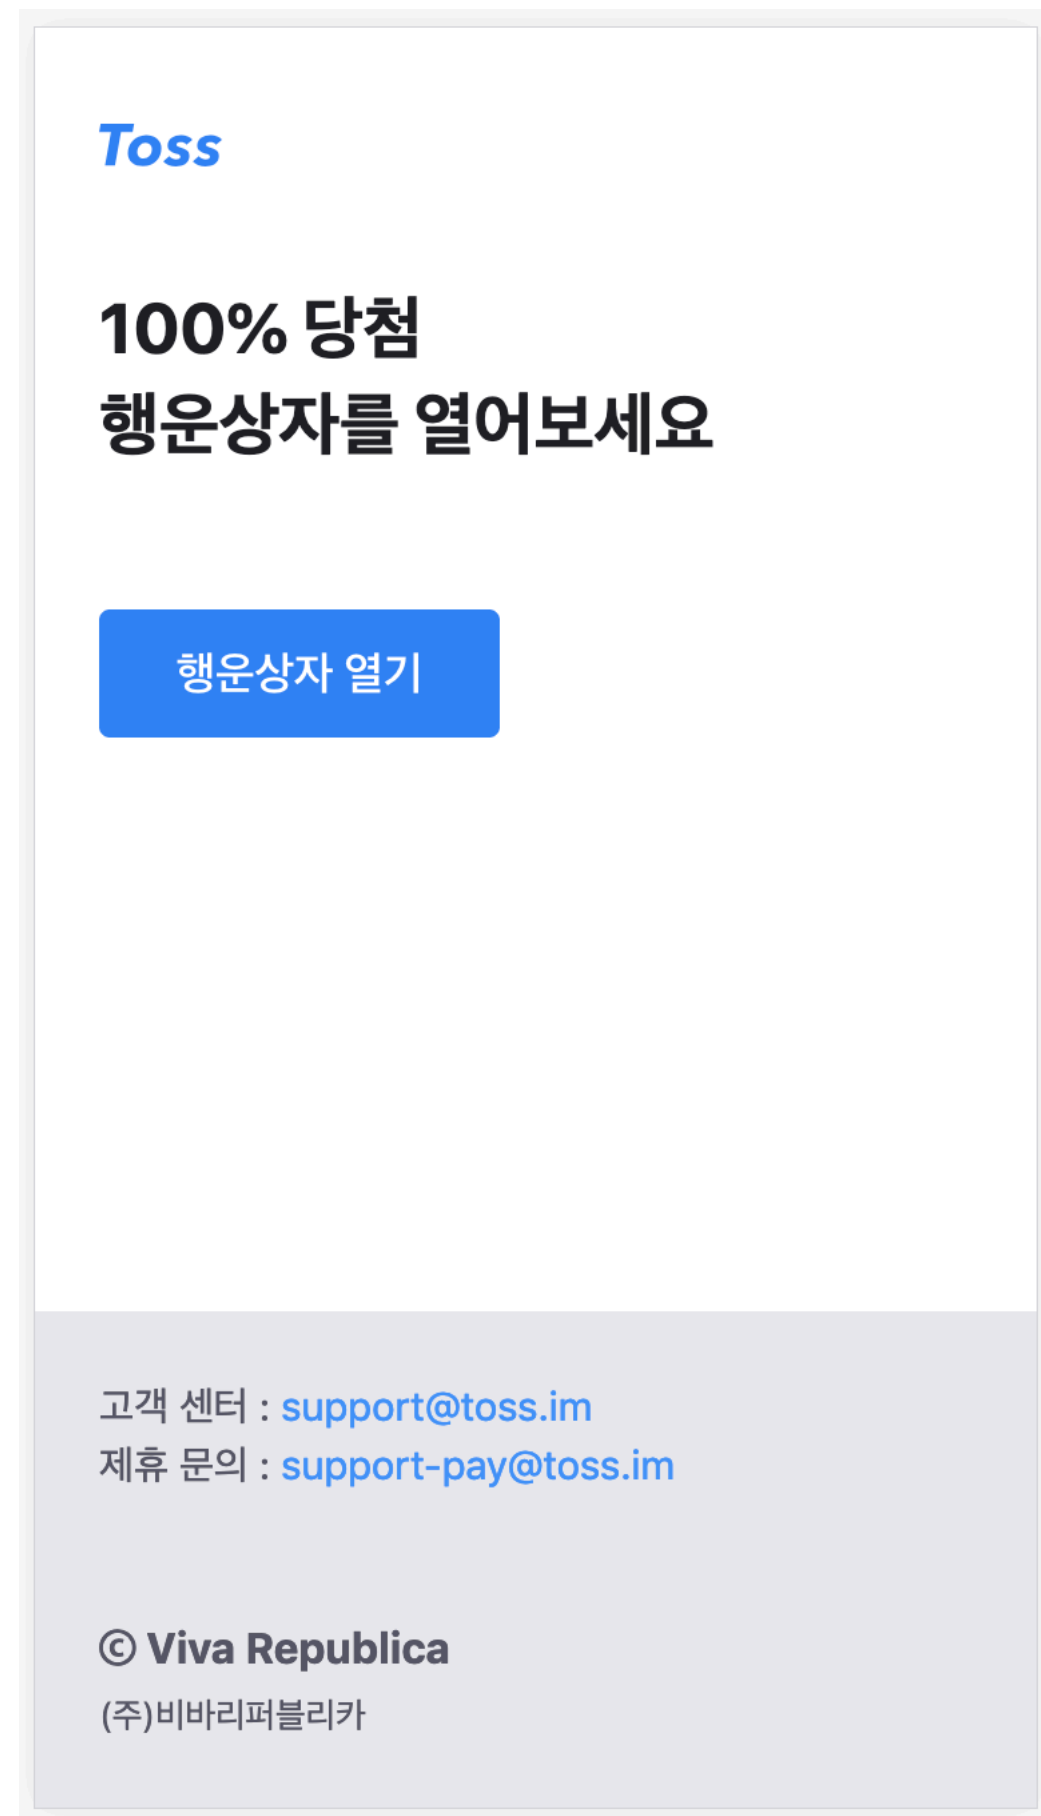 Toss
100% 당첨
행운상자를 열어보세요
행운상자 열기
고객 센터 : support@toss.im
제휴 문의 : support-pay@toss.im
© Viva Republica
(주)비바리퍼블리카